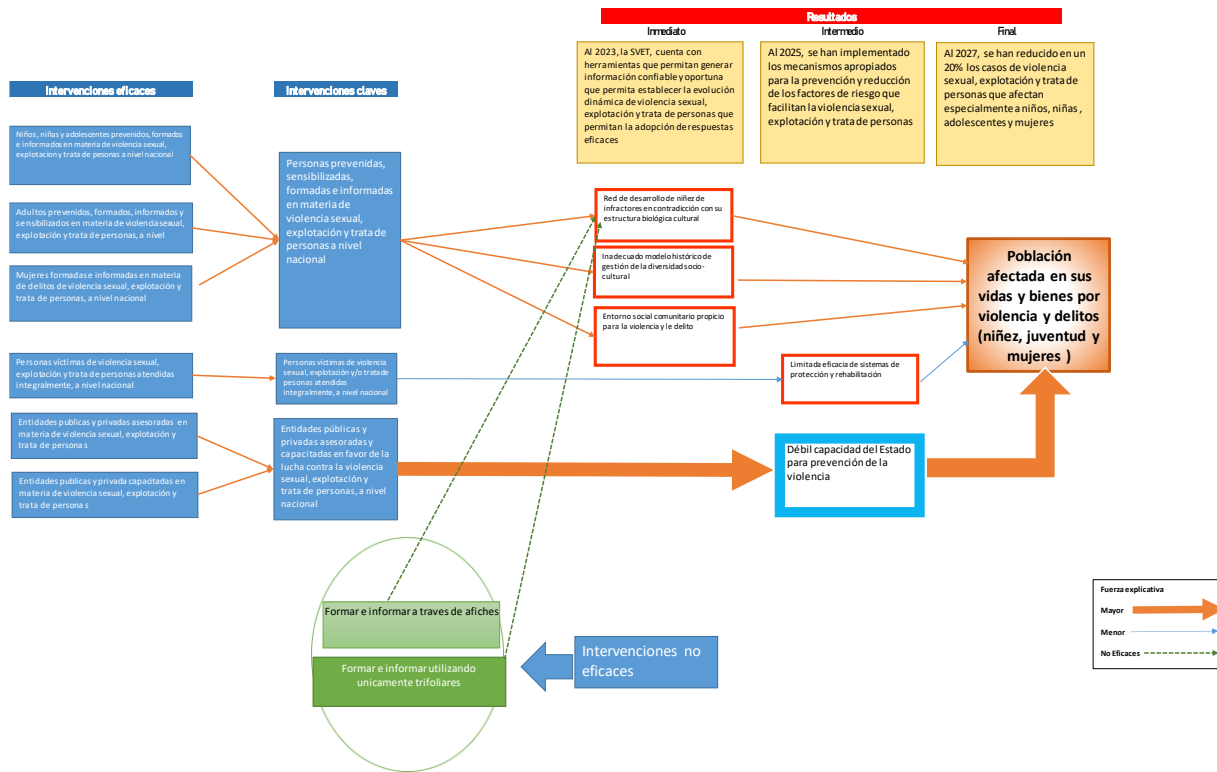 Resultados
Inmediato
Intermedio
Final
Al 2023, la SVET, cuenta con
herramientas que permitan generar
información confiable y oportuna
que permita establecer la evolución
dinámica de violencia sexual,
explotación y trata de personas que
permitan la adopción de respuestas
eficaces
Al 2025, se han implementado
los mecanismos apropiados
para la prevención y reducción
de los factores de riesgo que
facilitan la violencia sexual,
explotación y trata de personas
Al 2027, se han reducido en un
20% los casos de violencia
sexual, explotación y trata de
personas que afectan
especialmente a niños, niñas ,
adolescentes y mujeres
Intervenciones eficaces
Intervenciones claves
Niños, niñas y adolescentes prevenidos, formados
e informados en materia de violencia sexual,
explotacion y trata de pesonas a nivel nacional
Adultos prevenidos, formados, informados y
sensibilizados en materia de violencia sexual,
explotación y trata de personas, a nivel
Mujeres formadas e informadas en materia
de delitos de violencia sexual, explotación y
trata de personas, a nivel nacional
Personas víctimas de violencia sexual,
explotación y trata de personas atendidas
integralmente, a nivel nacional
Entidades publicas y privadas asesoradas en
materia de violencia sexual, explotación y
trata de personas
Entidades publicas y privada capacitadas en
materia de violencia sexual, explotación y
trata de personas
Personas prevenidas,
sensibilizadas,
formadas e informadas
en materia de
violencia sexual,
explotación y trata de
personas a nivel
nacional
Personas víctimas de violencia
sexual, explotación y/o trata de
pesonas atendidas
integralmente, a nivel nacional
Entidades públicas y
privadas asesoradas y
capacitadas en favor de la
lucha contra la violencia
sexual, explotación y
trata de personas, a nivel
nacional
Red de desarrollo de niñez de
infractores en contradicción con su
estructura biológica cultural
Inadecuado modelo histórico de
gestión de la diversidad socio-
cultural
Entorno social comunitario propicio
para la violencia y le delito
Limitada eficacia de sistemas de
protección y rehabilitación
Débil capacidad del Estado
para prevención de la
violencia
Población
afectada en sus
vidas y bienes por
violencia y delitos
(niñez, juventud y
mujeres )
Formar e informar a traves de afiches
Formar e informar utilizando
unicamente trifoliares
Intervenciones no
eficaces
Fuerza explicativa
Mayor
Menor
No Eficaces